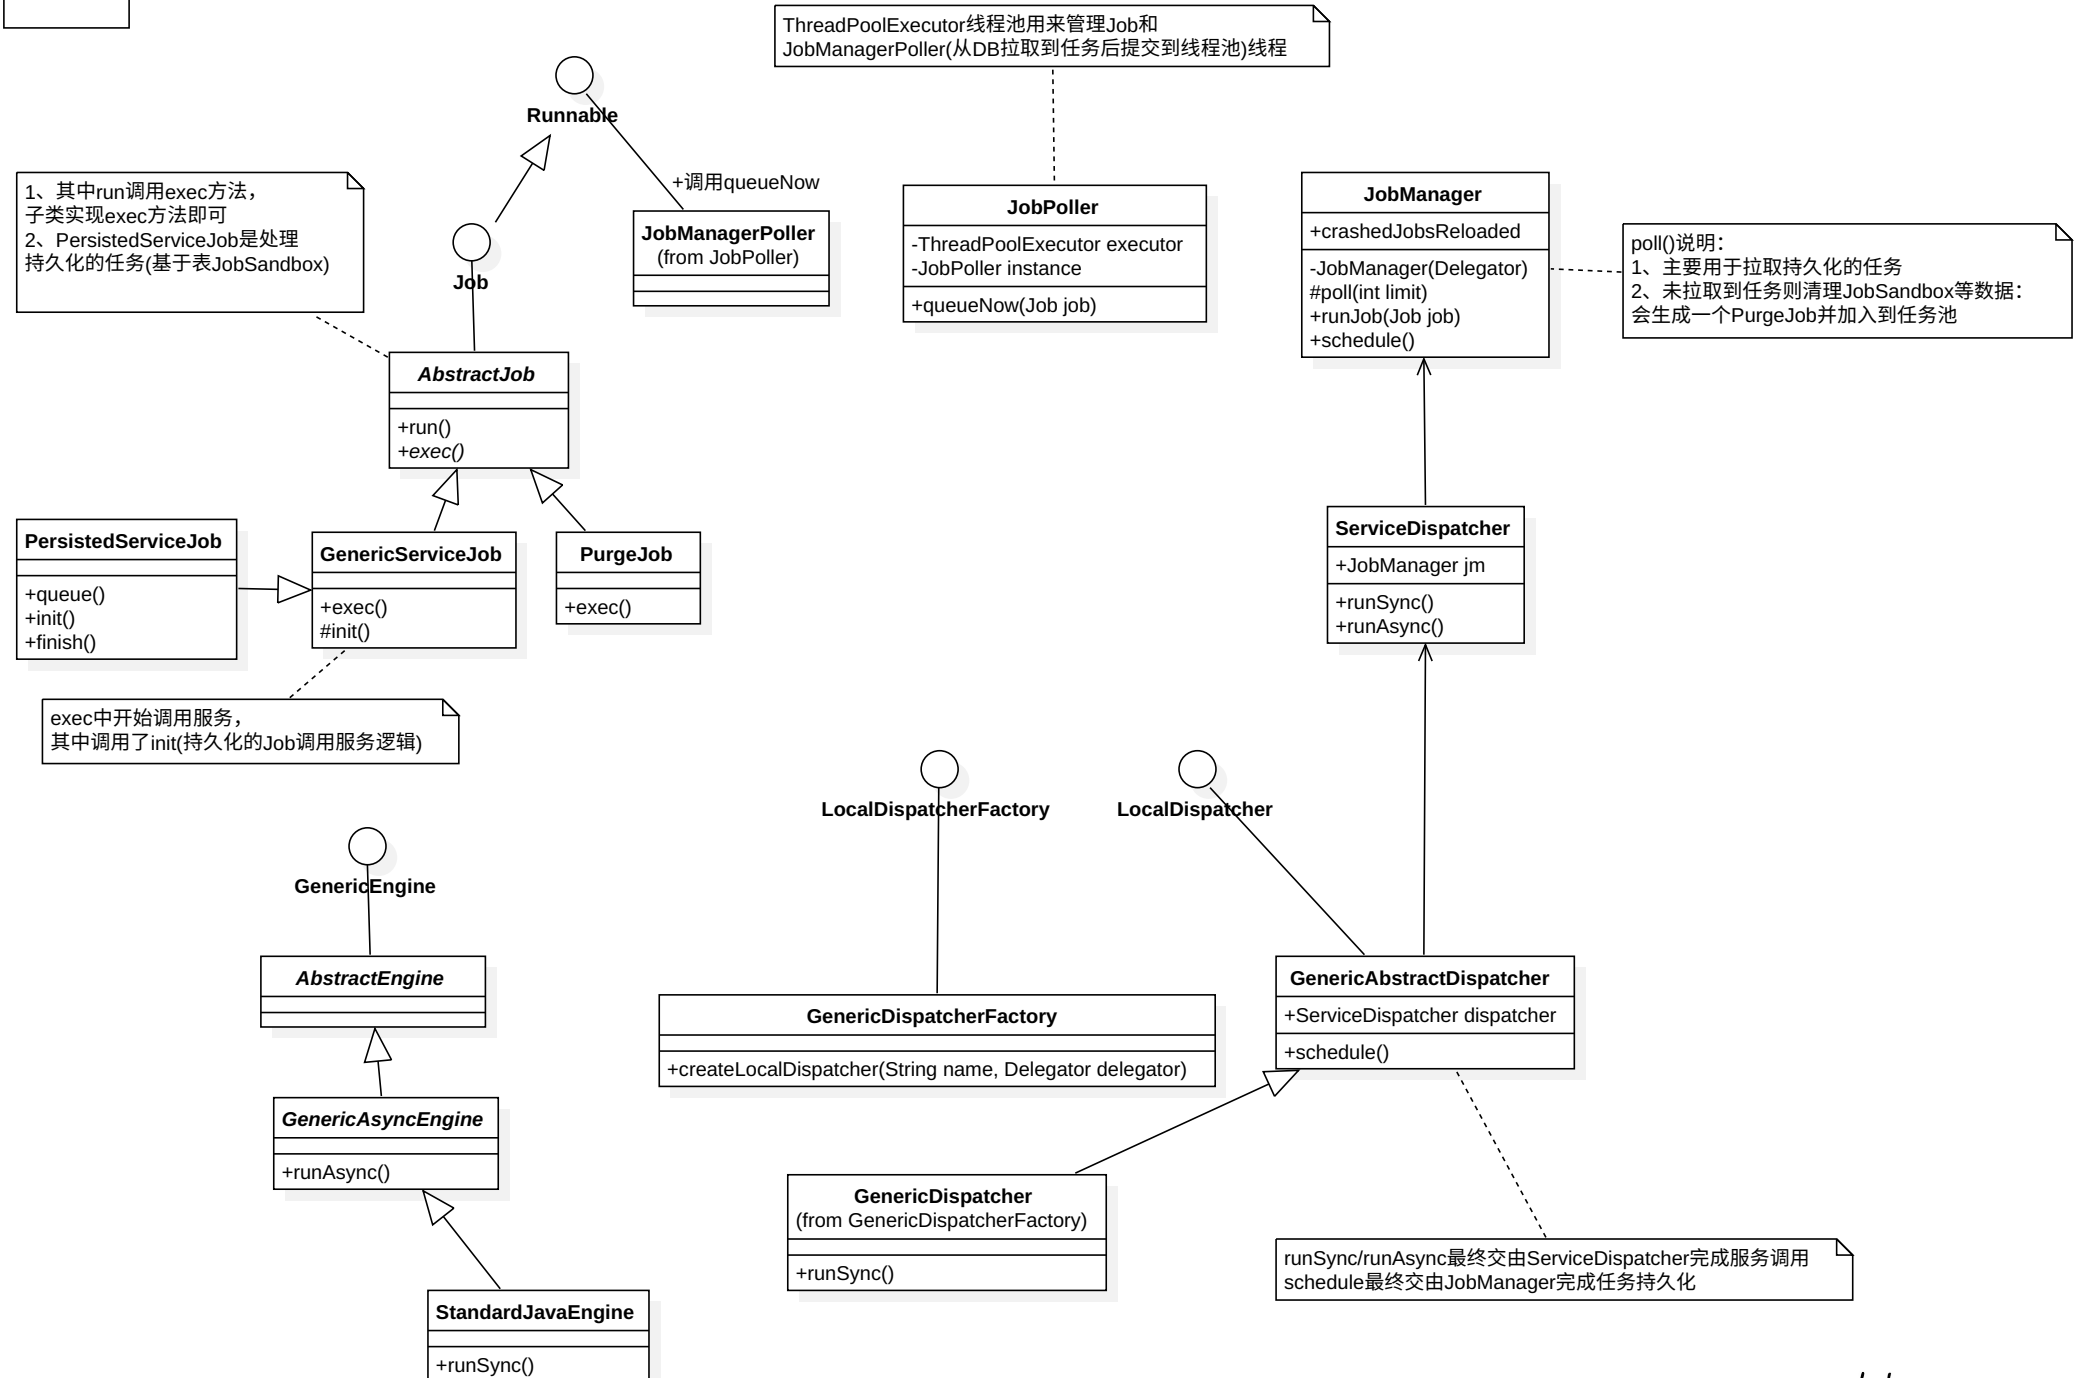 ThreadPoolExecutor线程池用来管理Job和
JobManagerPoller(从DB拉取到任务后提交到线程池)线程
Runnable
+调用queueNow
1、其中run调用exec方法，
子类实现exec方法即可
2、PersistedServiceJob是处理
持久化的任务(基于表JobSandbox)
Job
JobManagerPoller
(from JobPoller)
JobPoller
-ThreadPoolExecutor executor
-JobPoller instance
+queueNow(Job job)
JobManager
+crashedJobsReloaded
-JobManager(Delegator)
#poll(int limit)
+runJob(Job job)
+schedule()
poll()说明：
1、主要用于拉取持久化的任务
2、未拉取到任务则清理JobSandbox等数据：
会生成一个PurgeJob并加入到任务池
AbstractJob
+run()
+exec()
PersistedServiceJob
+queue()
+init()
+finish()
GenericServiceJob
+exec()
#init()
PurgeJob
+exec()
ServiceDispatcher
+JobManager jm
+runSync()
+runAsync()
exec中开始调用服务，
其中调用了init(持久化的Job调用服务逻辑)
LocalDispatcherFactory
LocalDispatcher
GenericEngine
AbstractEngine
GenericDispatcherFactory
+createLocalDispatcher(String name, Delegator delegator)
GenericAbstractDispatcher
+ServiceDispatcher dispatcher
+schedule()
GenericAsyncEngine
+runAsync()
GenericDispatcher
(from GenericDispatcherFactory)
+runSync()
runSync/runAsync最终交由ServiceDispatcher完成服务调用
schedule最终交由JobManager完成任务持久化
StandardJavaEngine
+runSync()